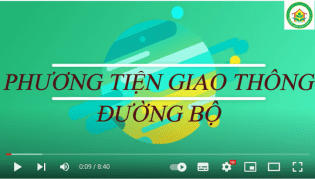 PHƯƠNG TIỆN GIAO THÔNG
ĐƯỜNG BỘ
0:09 / 8:40